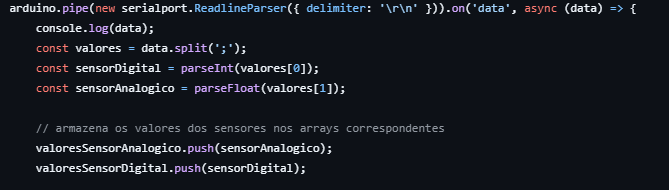 arduino.pipe(new serialport.ReadlineParser({ delimiter: '\r\n' })).on('data', async (data) => {
    console.log(data);
    const valores = data.split(';');
    const sensorDigital = parseInt(valores[0]);
    const sensorAnalogico = parseFloat(valores[1]);

    // armazena os valores dos sensores nos arrays correspondentes
    valoresSensorAnalogico.push(sensorAnalogico);
    valoresSensorDigital.push(sensorDigital);